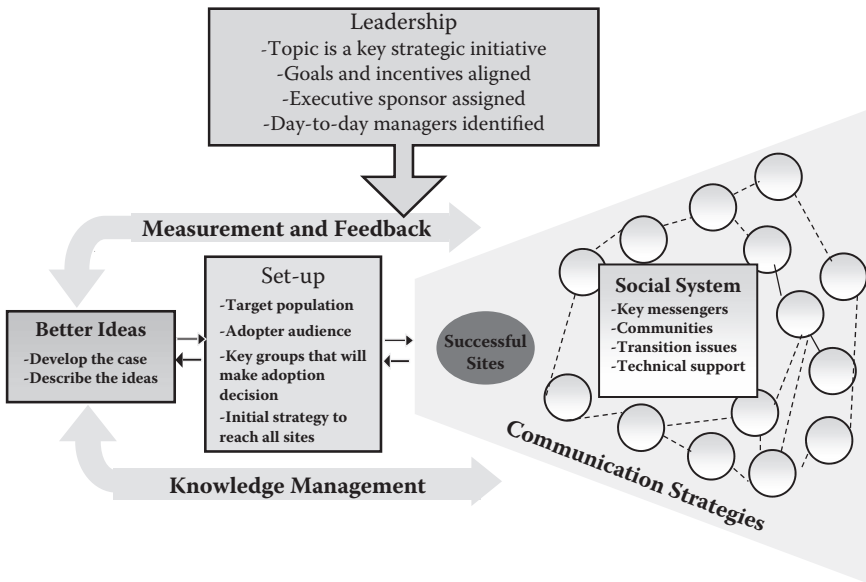 Leadership
-Topic is a key strategic initiative
-Goals and incentives aligned
-Executive sponsor assigned
-Day-to-day managers identified
Measurement and Feedback
Better Ideas
-Develop the case
-Describe the ideas
Set-up
-Target population
-Adopter audience
-Key groups that will
make adoption
decision
-Initial strategy to
reach all sites
Successful
Sites
Social System
-Key messengers
-Communities
-Transition issues
-Technical support
Communication Strategies
Knowledge Management